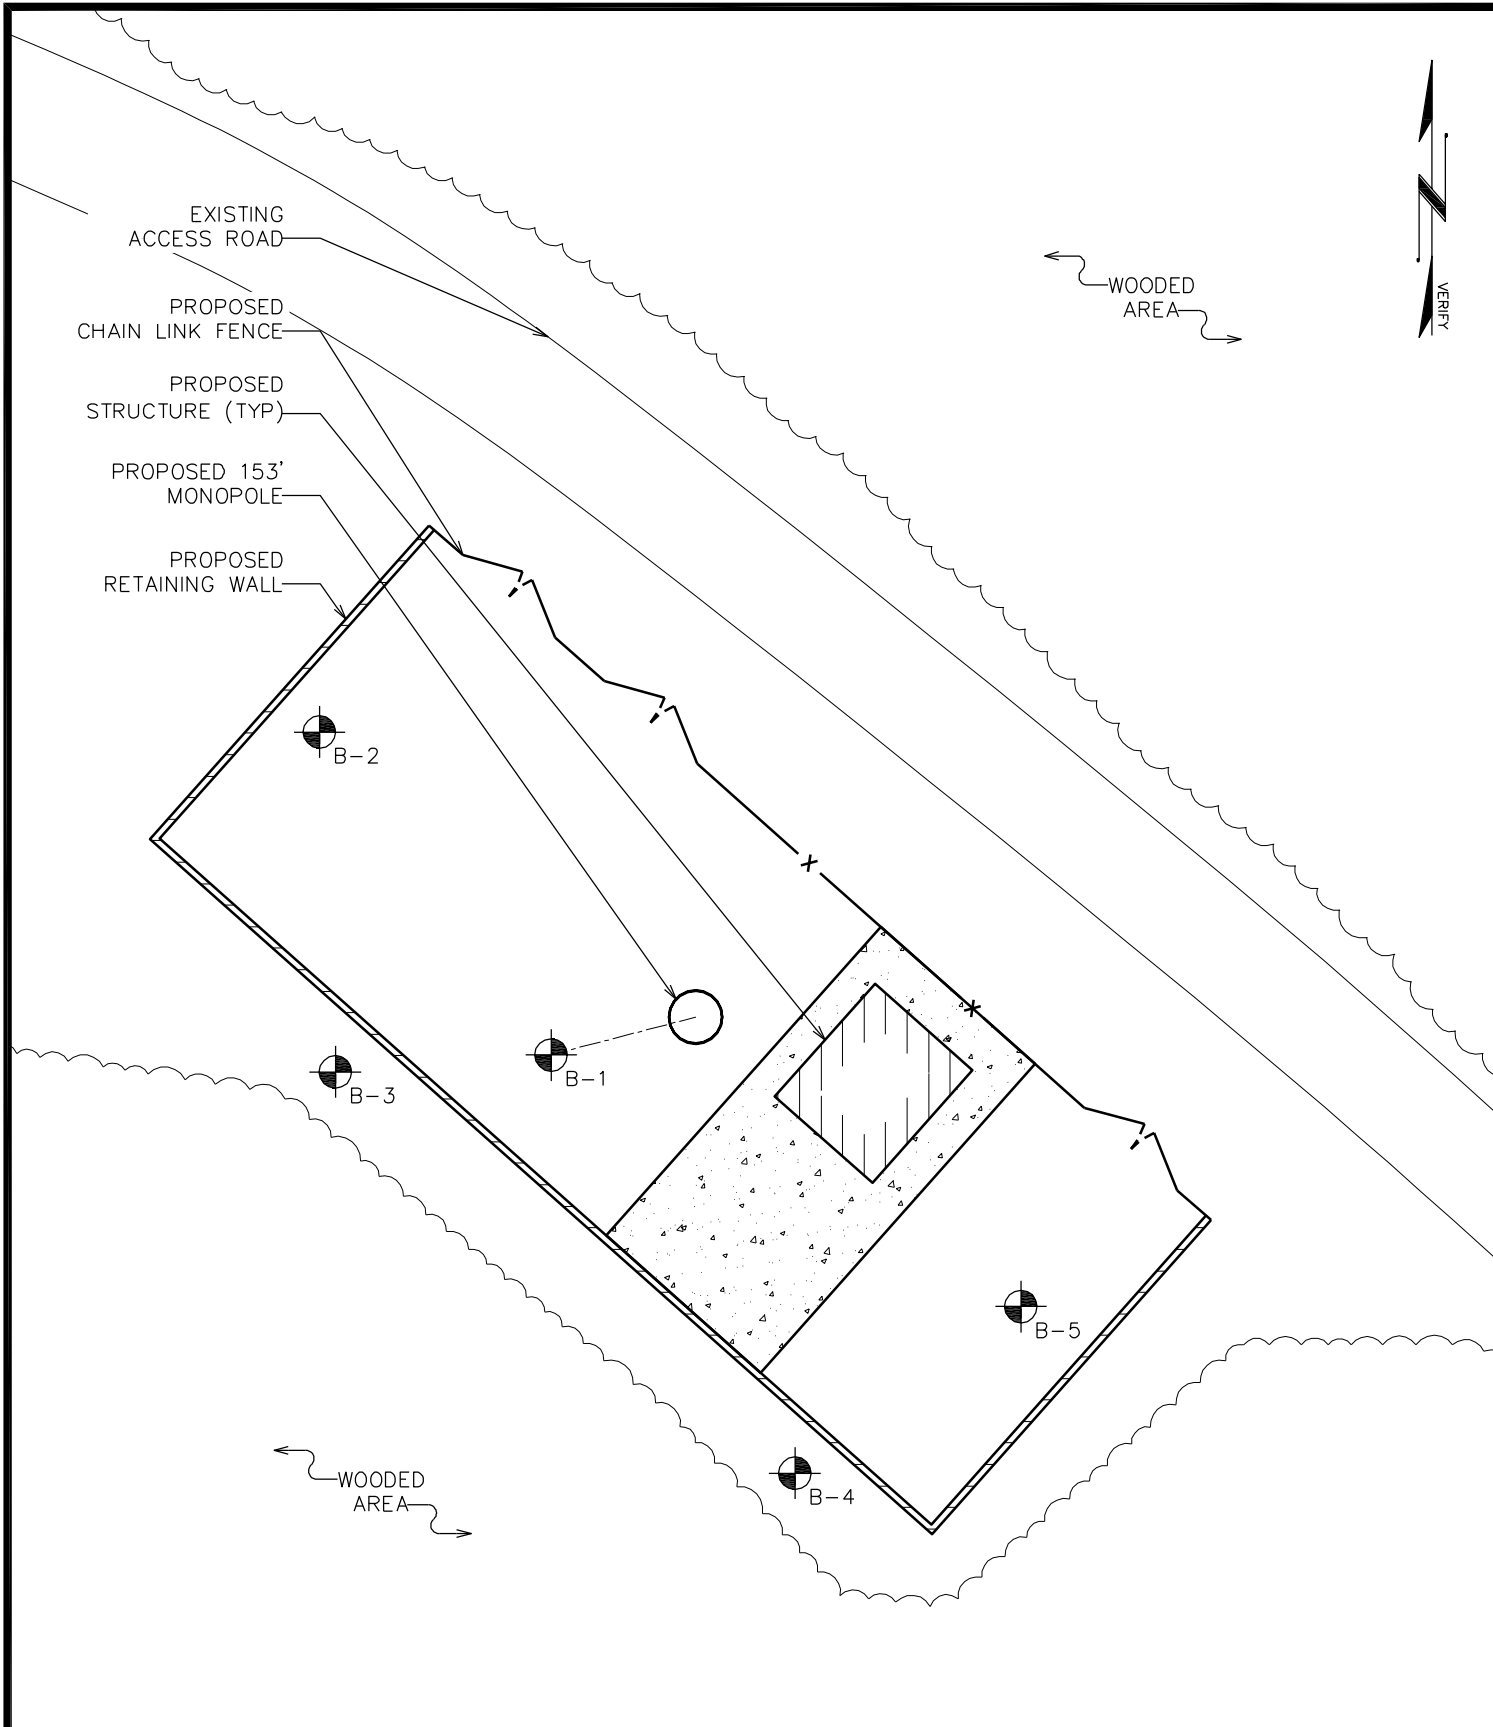 EXISTING
ACCESS ROAD
PROPOSED
CHAIN LINK FENCE
PROPOSED
STRUCTURE (TYP)
PROPOSED 153'
MONOPOLE
PROPOSED
RETAINING WALL
WOODED
AREA
N
VERIFY
B-2
B-1
B-3
B-5
B-4
WOODED
AREA